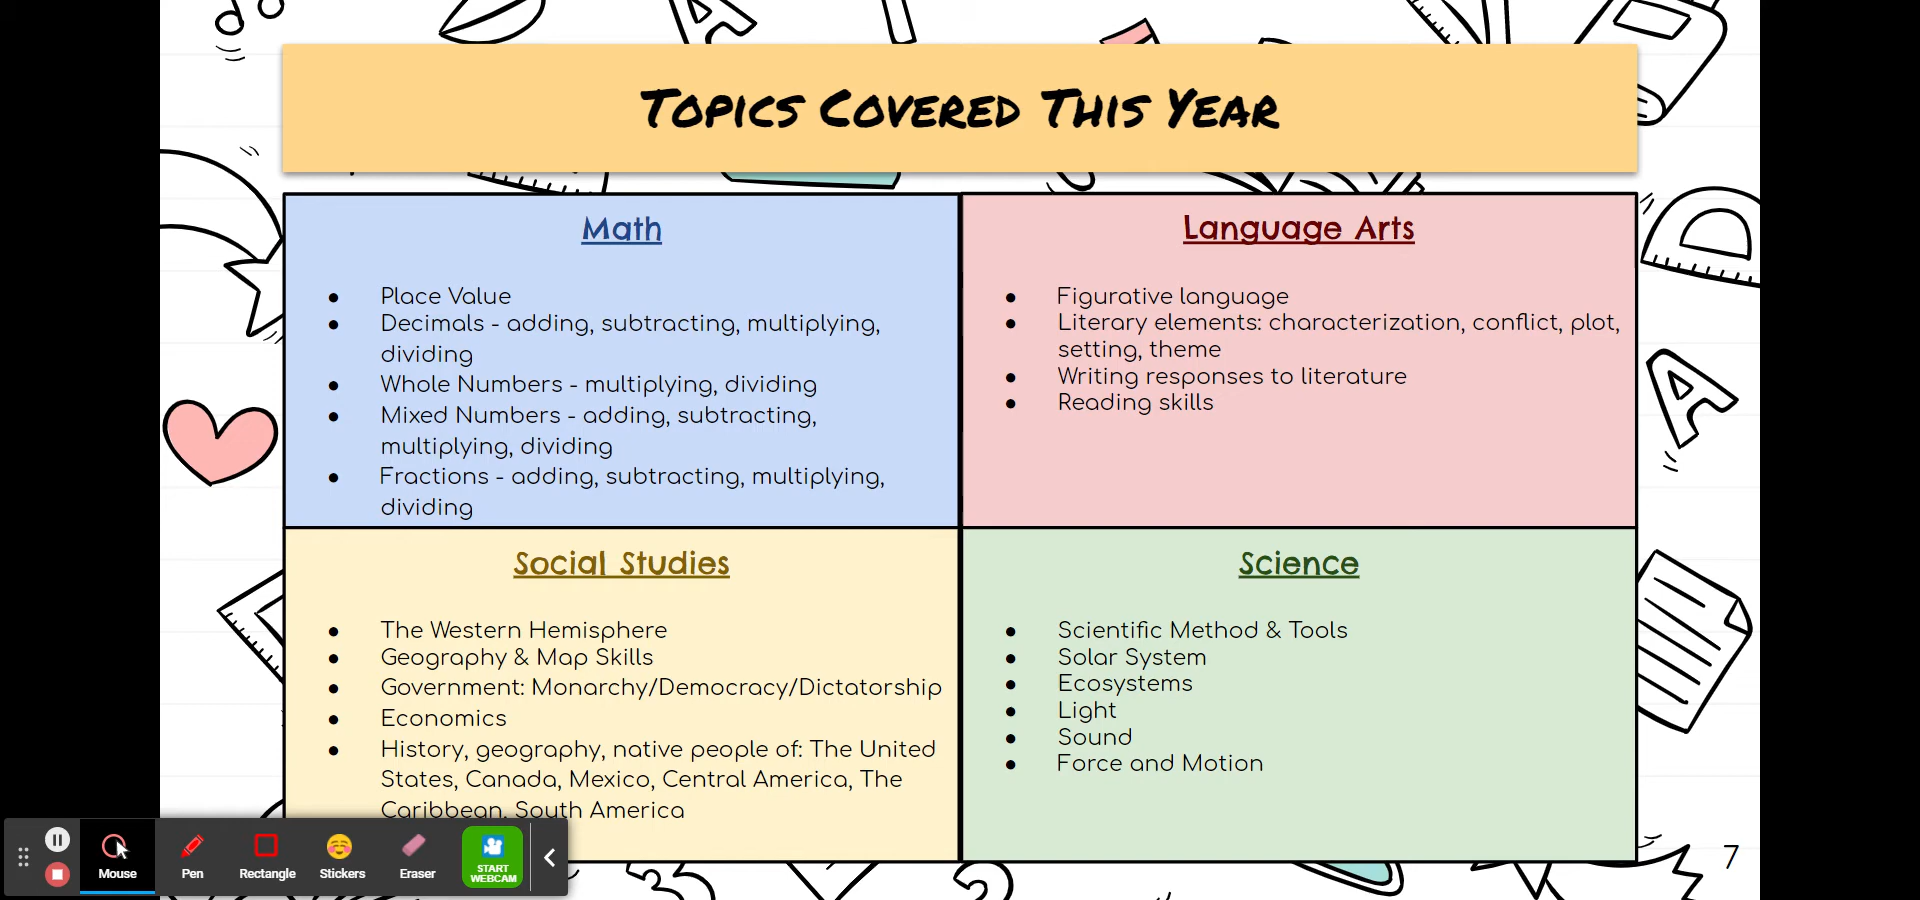 Topics Covered This Year
Math
● Place Value
● Decimals - adding, subtracting, multiplying,
dividing
● Whole Numbers - multiplying, dividing
● Mixed Numbers - adding, subtracting,
multiplying, dividing
● Fractions - adding, subtracting, multiplying,
dividing
Language Arts
● Figurative language
● Literary elements: characterization, conflict, plot,
setting, theme
● Writing responses to literature
● Reading skills
Social Studies
● The Western Hemisphere
● Geography & Map Skills
● Government: Monarchy/Democracy/Dictatorship
● Economics
● History, geography, native people of: The United
States, Canada, Mexico, Central America, The
Caribbean, South America
Science
● Scientific Method & Tools
● Solar System
● Ecosystems
● Light
● Sound
● Force and Motion
7
Mouse
Pen
Rectangle
Stickers
Eraser
START
WEBCAM
A
A
3
2